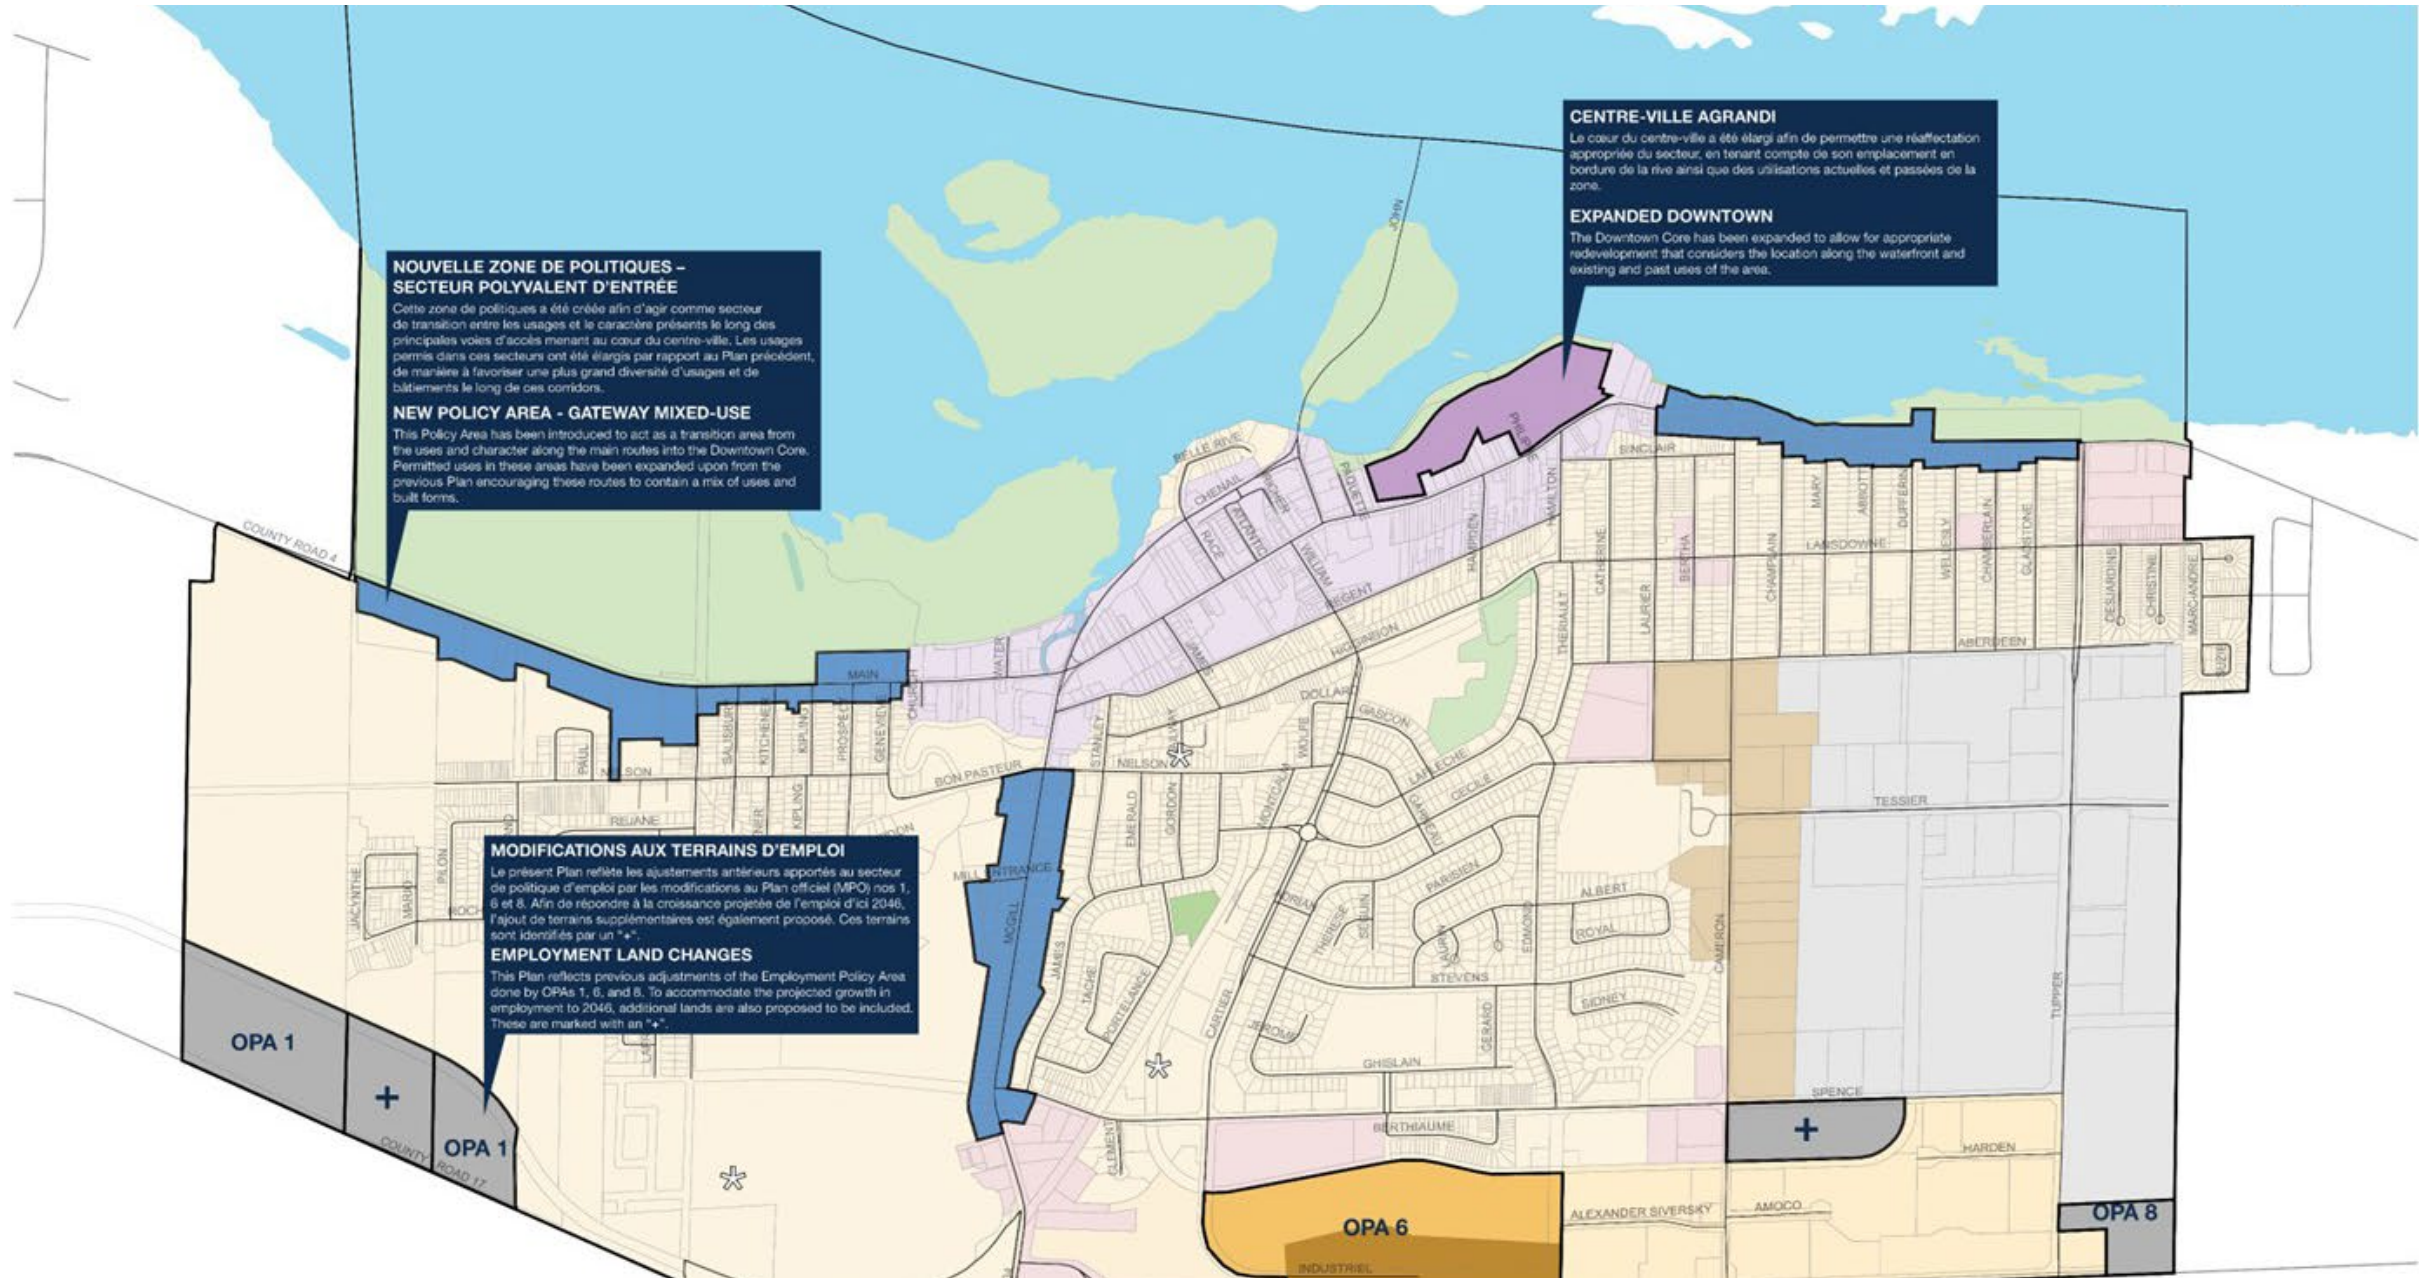 CENTRE-VILLE AGRANDI
Le cœur du centre-ville a été élargi afin de permettre une réaffectation
appropriée du secteur, en tenant compte de son emplacement en
bordure de la rive ainsi que des utilisations actuelles et passées de la
zone.
EXPANDED DOWNTOWN
The Downtown Core has been expanded to allow for appropriate
redevelopment that considers the location along the waterfront and
existing and past uses of the area.
NOUVELLE ZONE DE POLITIQUES –
SECTEUR POLYVALENT D'ENTRÉE
Cette zone de politiques a été créée afin d'agir comme secteur
de transition entre les usages et le caractère présents le long des
principales voies d'accès menant au cœur du centre-ville. Les usages
permis dans ces secteurs ont été élargis par rapport au Plan précédent,
de manière à favoriser une plus grand diversité d'usages et de
bâtiements le long de ces corridors.
NEW POLICY AREA - GATEWAY MIXED-USE
This Policy Area has been introduced to act as a transition area from
the uses and character along the main routes into the Downtown Core.
Permitted uses in these areas have been expanded upon from the
previous Plan encouraging these routes to contain a mix of uses and
built forms.
JOHN
BELLE RIVE
CHENAIL
RICHER
ATLANTIC
RACE
PIQUETTE
PHILIPE
WILLIAM
REGENT
HAMPDEN
HAMILTON
SINCLAIR
CATHERINE
LAURIER
BERTHA
CHAMPLAIN
MARY
ABBOTT
DUFFERIN
WELLESLY
CHAMBERLAIN
GLADSTONE
LANSDOWNE
DESJARDINS
CHRISTINE
MARC-ANDRE
SUZIE
ABERDEEN
THERIAULT
HIGGINSON
JAMES
COUNTY ROAD 4
MAIN
WATER
CHURCH
SALISBURY
KITCHENER
KIPLING
PROSPECT
GENEVIEVE
PAUL
NELSON
BON PASTEUR
STANLEY
NELSON
DOLLARD
WOLFE
GASCON
LAFLECHE
CECILE
GARNEAU
MONTCALM
EMERALD
GORDON
TESSIER
REJANE
KIPLING
JACYNTHE
MARIO
PILON
MODIFICATIONS AUX TERRAINS D'EMPLOI
Le présent Plan reflète les ajustements antérieurs apportés au secteur
de politique d'emploi par les modifications au Plan officiel (MPO) nos 1,
6 et 8. Afin de répondre à la croissance projetée de l'emploi d'ici 2046,
l'ajout de terrains supplémentaires est également proposé. Ces terrains
sont identifiés par un "+".
EMPLOYMENT LAND CHANGES
This Plan reflects previous adjustments of the Employment Policy Area
done by OPAs 1, 6, and 8. To accommodate the projected growth in
employment to 2046, additional lands are also proposed to be included.
These are marked with an "+".
MILL ENTRANCE
MCGILL
JAMES
TACHE
PORTELANCE
CARTIER
ADRIAN
THERESE
SEGUIN
PARISIEN
LAURIN
EDMOND
ALBERT
ROYAL
STEVENS
SIDNEY
CAMERON
TUPPER
JEROME
GERARD
GHISLAIN
SPENCE
BERTHIAUME
CLEMENT
HARDEN
OPA 1
+
OPA 1
COUNTY ROAD 17
+
OPA 6
INDUSTRIEL
ALEXANDER SIVERSKY
AMOCO
OPA 8